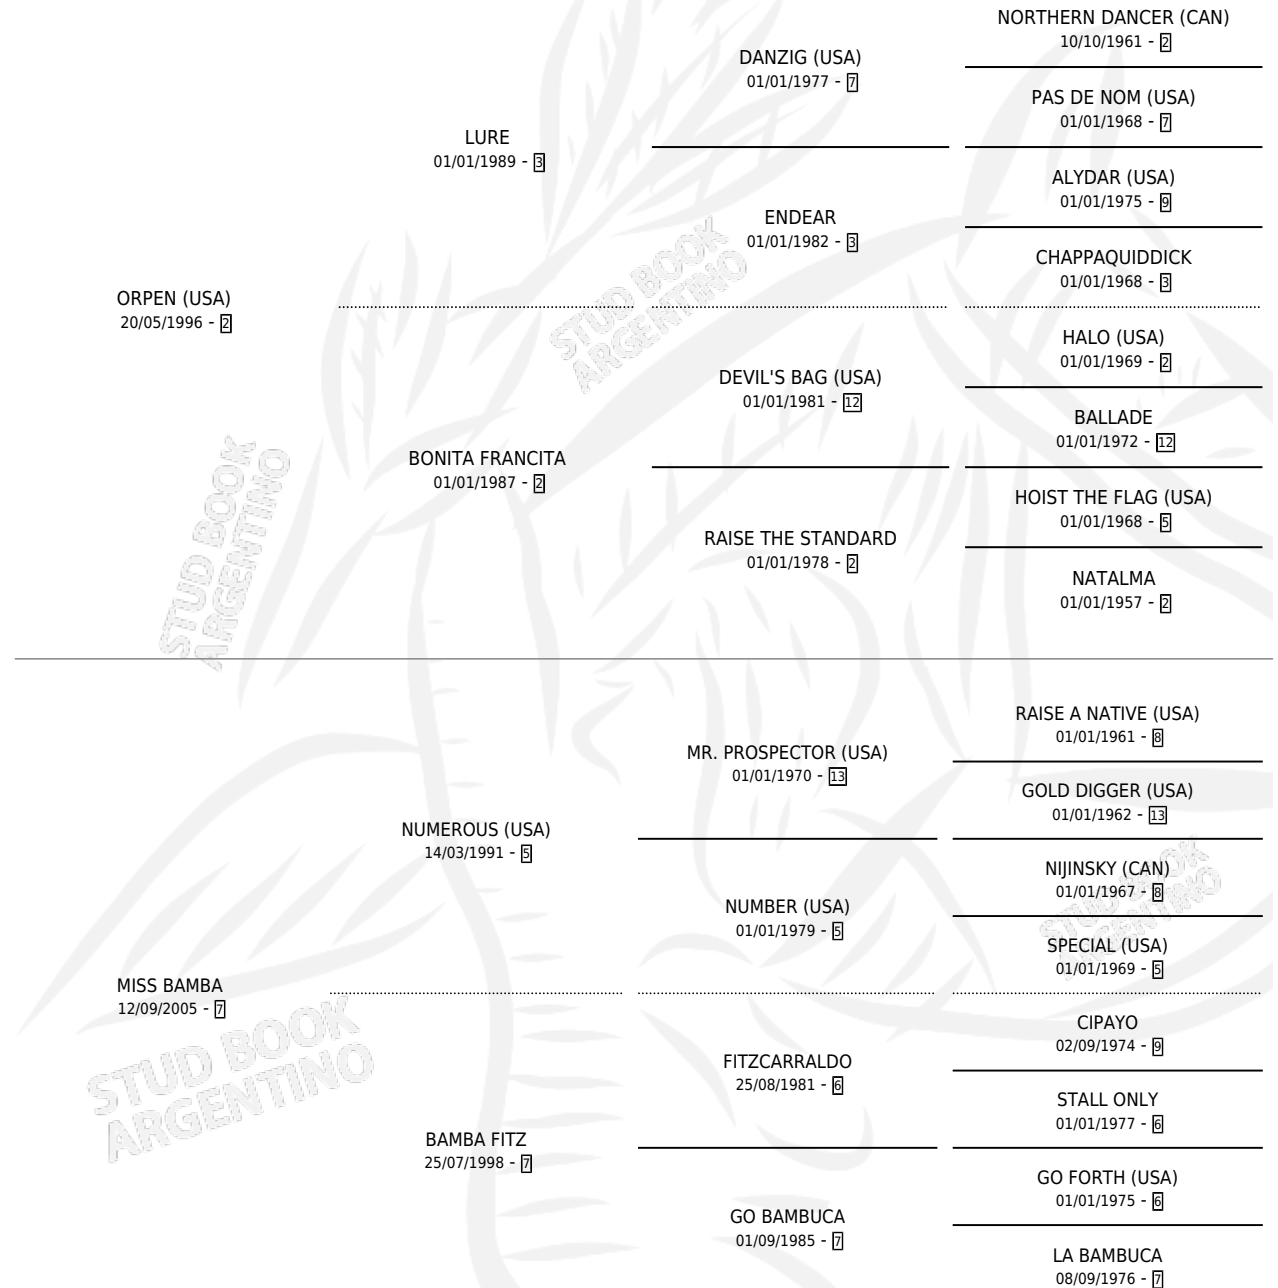 NORTHERN DANCER (CAN)
10/10/1961 - 2
DANZIG (USA)
01/01/1977 - 7
PAS DE NOM (USA)
01/01/1968 - 7
LURE
01/01/1989 - 3
ALYDAR (USA)
01/01/1975 - 9
ENDEAR
01/01/1982 - 3
CHAPPAQUIDDICK
01/01/1968 - 3
ORPEN (USA)
20/05/1996 - 2
HALO (USA)
01/01/1969 - 2
DEVIL'S BAG (USA)
01/01/1981 - 12
BALLADE
01/01/1972 - 12
BONITA FRANCITA
01/01/1987 - 2
HOIST THE FLAG (USA)
01/01/1968 - 5
RAISE THE STANDARD
01/01/1978 - 2
NATALMA
01/01/1957 - 2
RAISE A NATIVE (USA)
01/01/1961 - 8
MR. PROSPECTOR (USA)
01/01/1970 - 13
GOLD DIGGER (USA)
01/01/1962 - 13
NUMEROUS (USA)
14/03/1991 - 5
NIJINSKY (CAN)
01/01/1967 - 8
NUMBER (USA)
01/01/1979 - 5
SPECIAL (USA)
01/01/1969 - 5
MISS BAMBA
12/09/2005 - 7
CIPAYO
02/09/1974 - 9
FITZCARRALDO
25/08/1981 - 6
STALL ONLY
01/01/1977 - 6
BAMBA FITZ
25/07/1998 - 7
GO FORTH (USA)
01/01/1975 - 6
GO BAMBUCA
01/09/1985 - 7
LA BAMBUCA
08/09/1976 - 7
STUD BOOK
ARGENTINO
STUD BOOK
ARGENTINO
STUD BOOK
ARGENTINO
STUD BOOK
ARGENTINO